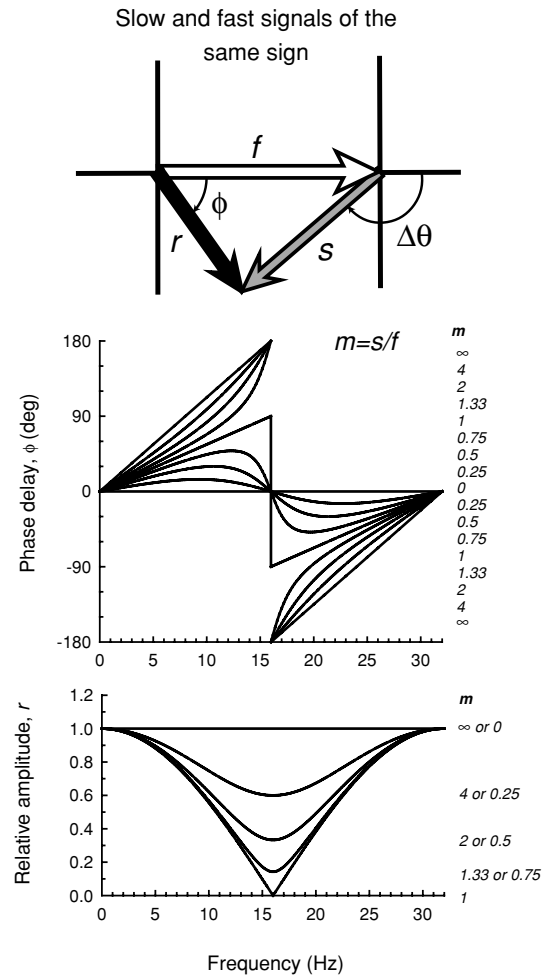 Slow and fast signals of the
same sign
f
ϕ
r
s
Δθ
m=s/f
m
180
90
0
-90
-180
Phase delay, ϕ (deg)
0 5 10 15 20 25 30
∞
4
2
1.33
1
0.75
0.5
0.25
0
0.25
0.5
0.75
1
1.33
2
4
∞
1.2
1.0
0.8
0.6
0.4
0.2
0.0
Relative amplitude, r
m
∞ or 0
4 or 0.25
2 or 0.5
1.33 or 0.75
1
0 5 10 15 20 25 30
Frequency (Hz)